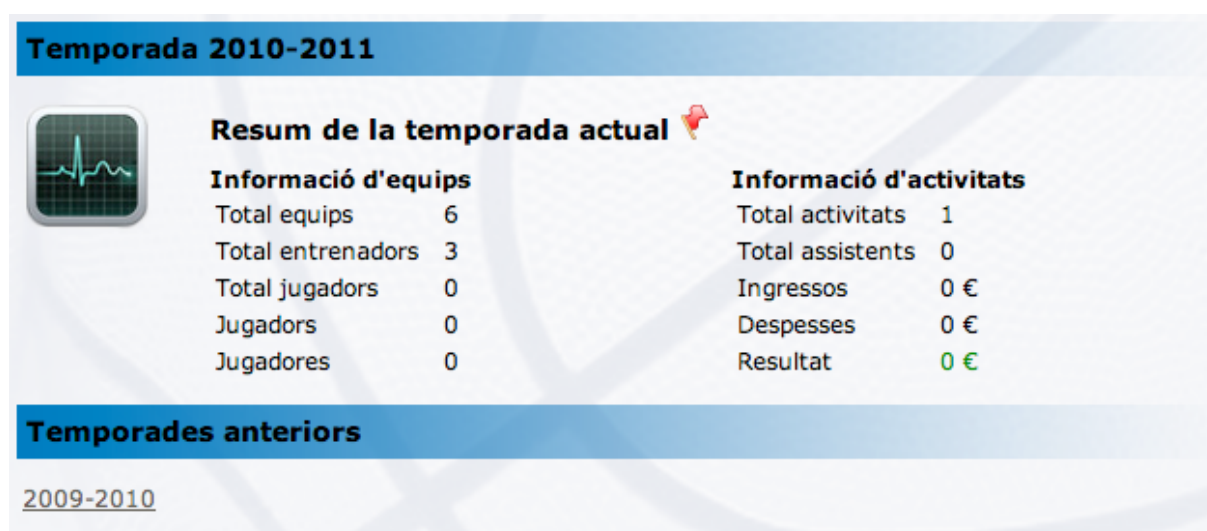 Temporada 2010-2011
Resum de la temporada actual
Informació d'equips
Total equips 6
Total entrenadors 3
Total jugadors 0
Jugadors 0
Jugadores 0
Informació d'activitats
Total activitats 1
Total assistents 0
Ingressos 0 €
Despesses 0 €
Resultat 0 €
Temporades anteriors
2009-2010